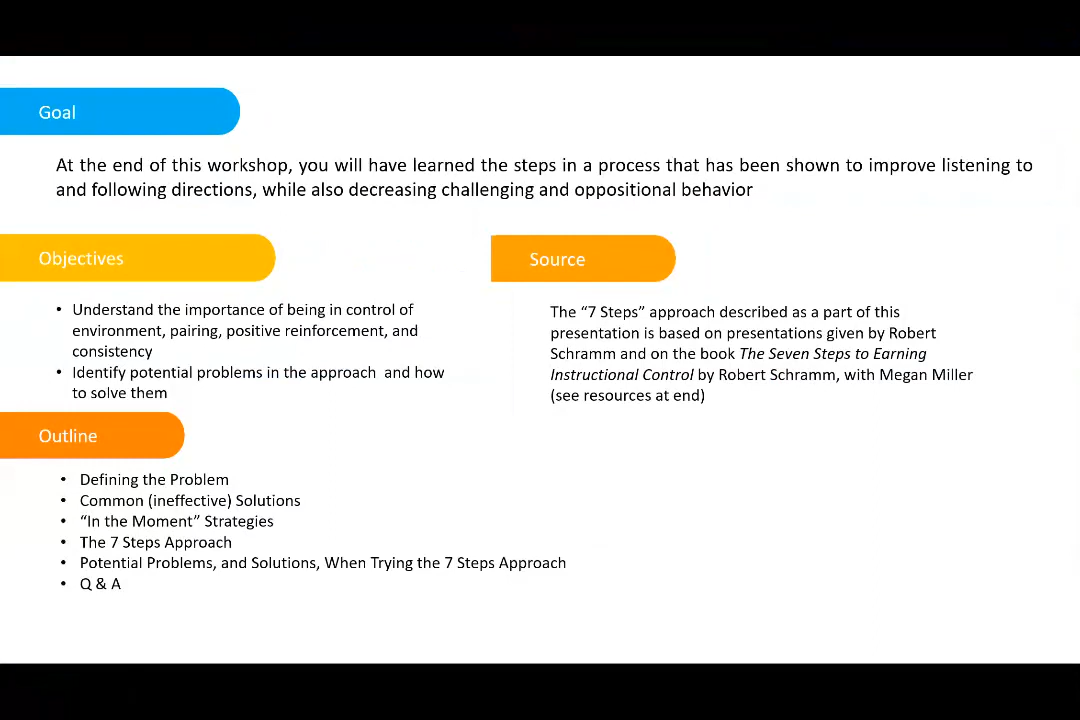 Goal
At the end of this workshop, you will have learned the steps in a process that has been shown to improve listening to
and following directions, while also decreasing challenging and oppositional behavior
Objectives
• Understand the importance of being in control of
environment, pairing, positive reinforcement, and
consistency
• Identify potential problems in the approach and how
to solve them
Source
The “7 Steps” approach described as a part of this
presentation is based on presentations given by Robert
Schramm and on the book The Seven Steps to Earning
Instructional Control by Robert Schramm, with Megan Miller
(see resources at end)
Outline
• Defining the Problem
• Common (ineffective) Solutions
• “In the Moment” Strategies
• The 7 Steps Approach
• Potential Problems, and Solutions, When Trying the 7 Steps Approach
• Q & A